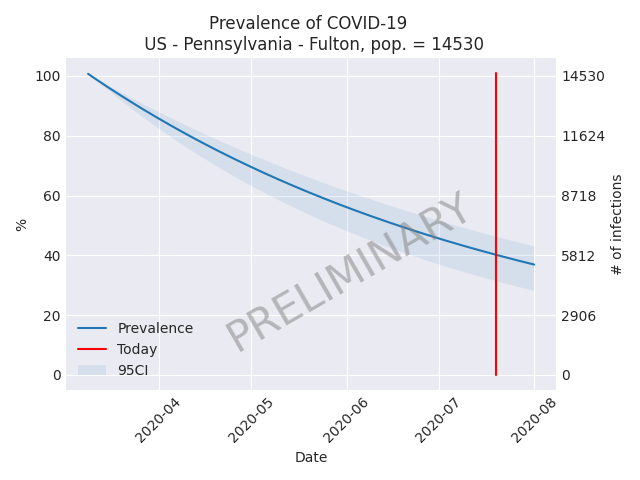 Prevalence of COVID-19
US - Pennsylvania - Fulton, pop. = 14530
100
80
60
40
20
0
%
14530
11624
8718
5812
2906
0
# of infections
PRELIMINARY
Prevalence
Today
95CI
2020-04
2020-05
2020-06
2020-07
2020-08
Date